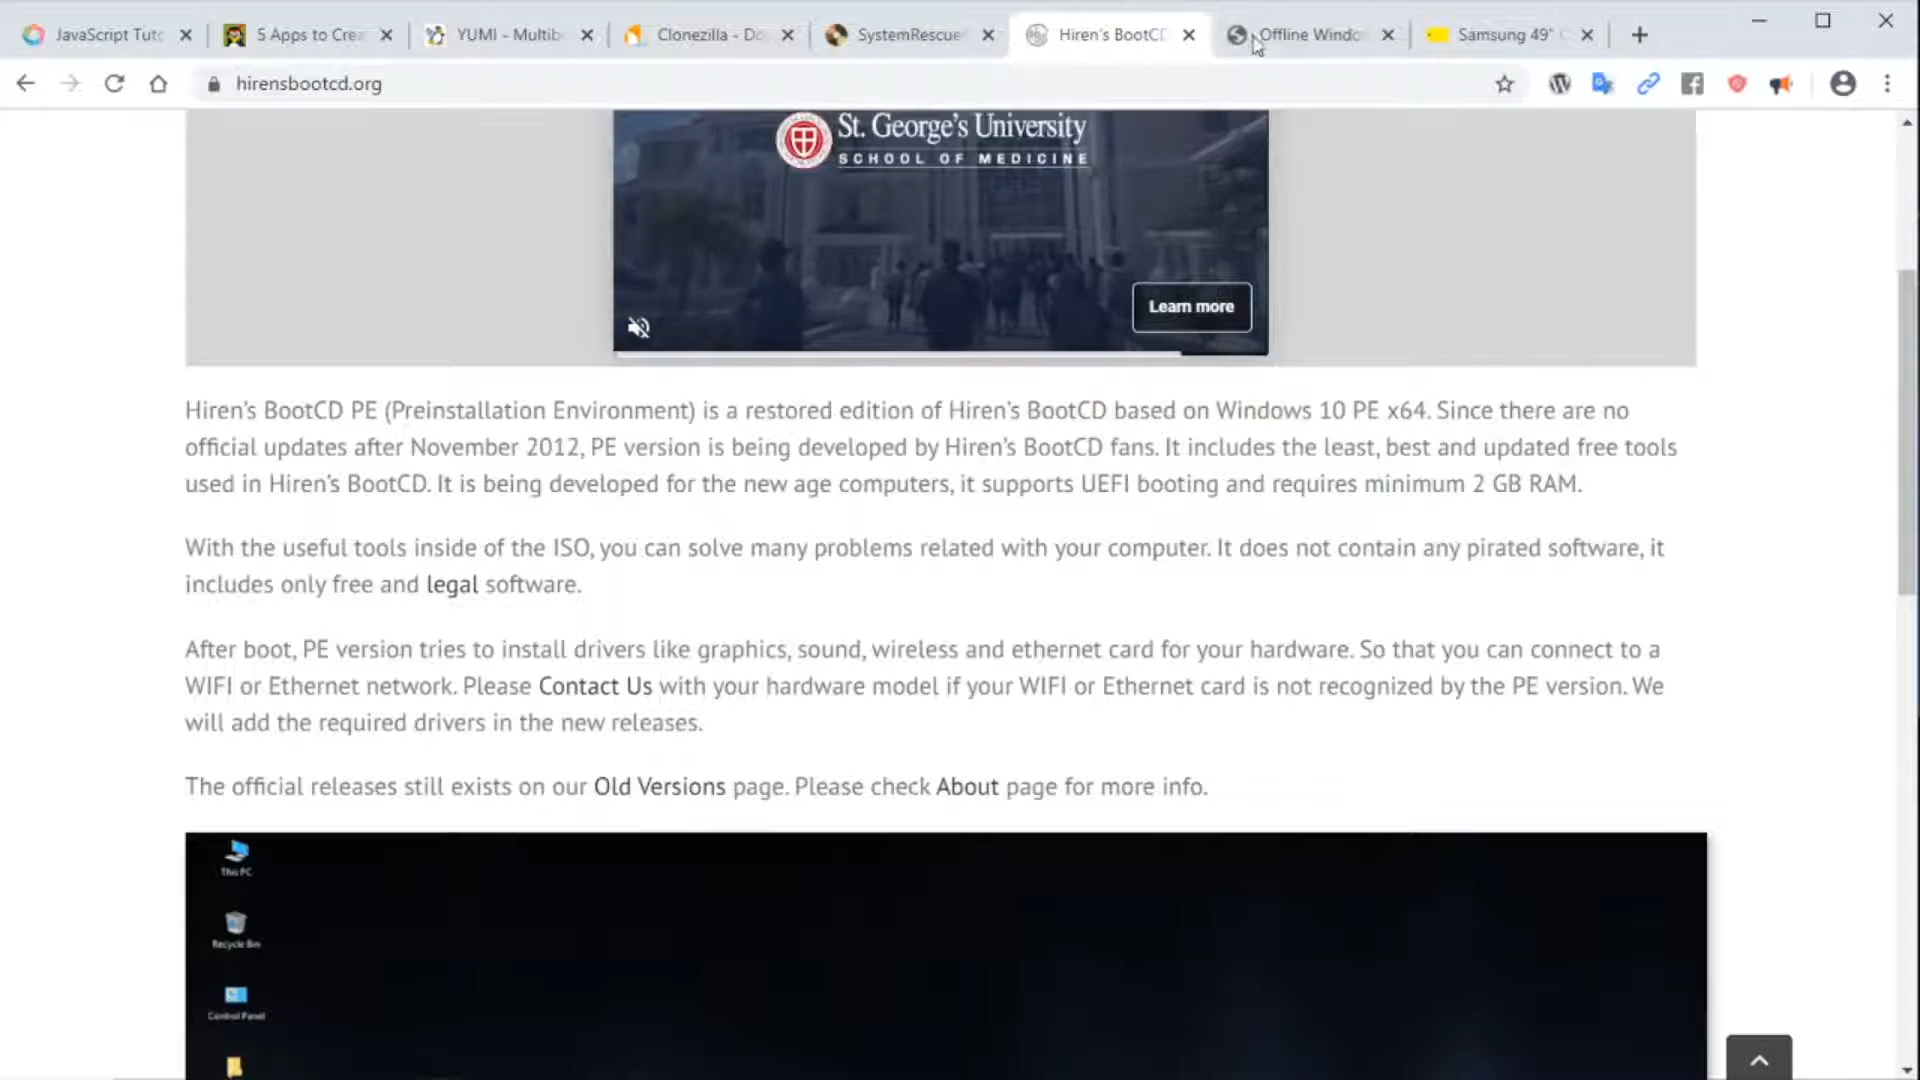 JavaScript Tuto
5 Apps to Crea
YUMI - Multib
Clonezilla - Do
SystemRescue
Hiren's BootCD
Offline Windo
Samsung 49" C
hirensbootcd.org
St. George's University
SCHOOL OF MEDICINE
Learn more
Hiren's BootCD PE (Preinstallation Environment) is a restored edition of Hiren's BootCD based on Windows 10 PE x64. Since there are no
official updates after November 2012, PE version is being developed by Hiren's BootCD fans. It includes the least, best and updated free tools
used in Hiren's BootCD. It is being developed for the new age computers, it supports UEFI booting and requires minimum 2 GB RAM.
With the useful tools inside of the ISO, you can solve many problems related with your computer. It does not contain any pirated software, it
includes only free and legal software.
After boot, PE version tries to install drivers like graphics, sound, wireless and ethernet card for your hardware. So that you can connect to a
WIFI or Ethernet network. Please Contact Us with your hardware model if your WIFI or Ethernet card is not recognized by the PE version. We
will add the required drivers in the new releases.
The official releases still exists on our Old Versions page. Please check About page for more info.
This PC
Recycle Bin
Control Panel